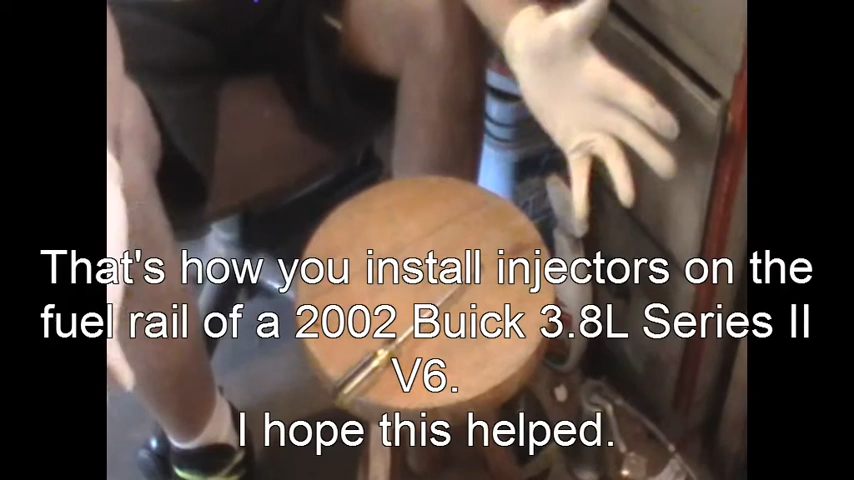 That's how you install injectors on the
fuel rail of a 2002 Buick 3.8L Series II
V6.
I hope this helped.